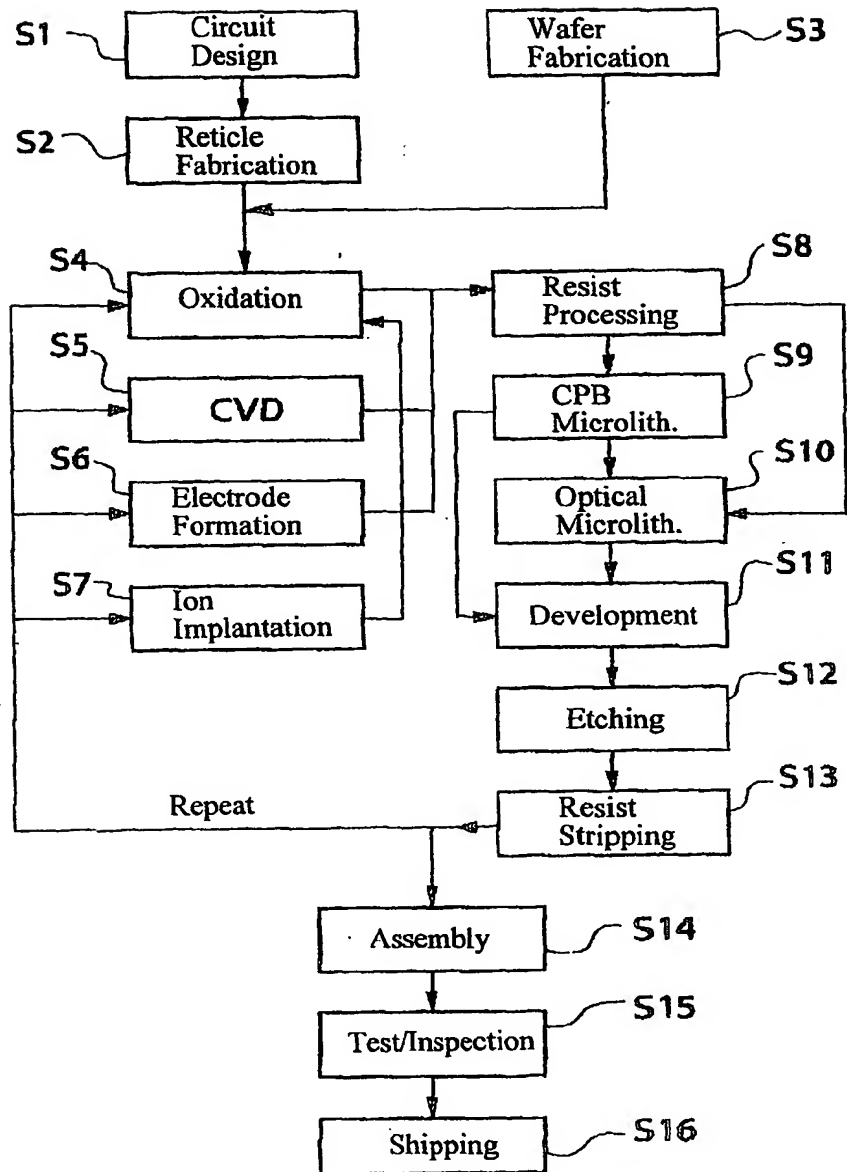 S1
Circuit
Design
Wafer
Fabrication
S3
S2
Reticle
Fabrication
S4
Oxidation
Resist
Processing
S8
S5
CVD
CPB
Microlith.
S9
S6
Electrode
Formation
Optical
Microlith.
S10
S7
Ion
Implantation
Development
S11
Etching
S12
Repeat
Resist
Stripping
S13
Assembly
S14
Test/Inspection
S15
Shipping
S16